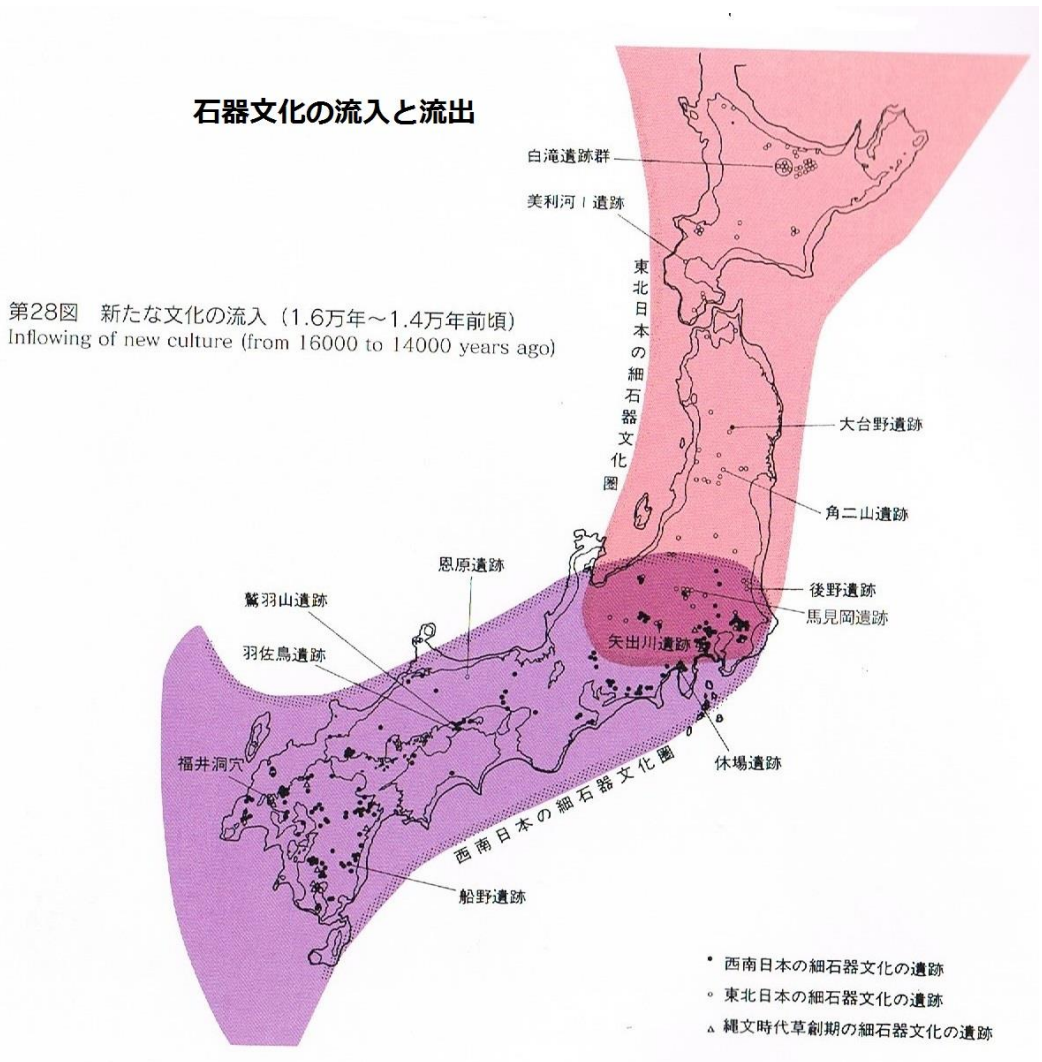 石器文化の流入と流出
白滝遺跡群
美利河Ⅰ遺跡
東北日本の細石器文化圏
第28図 新たな文化の流入（1.6万年～1.4万年前頃）
Inflowing of new culture (from 16000 to 14000 years ago)
大台野遺跡
角二山遺跡
恩原遺跡
後野遺跡
鷲羽山遺跡
馬見岡遺跡
矢出川遺跡
羽佐島遺跡
福井洞穴
休場遺跡
西南日本の細石器文化圏
船野遺跡
西南日本の細石器文化の遺跡
東北日本の細石器文化の遺跡
縄文時代草創期の細石器文化の遺跡